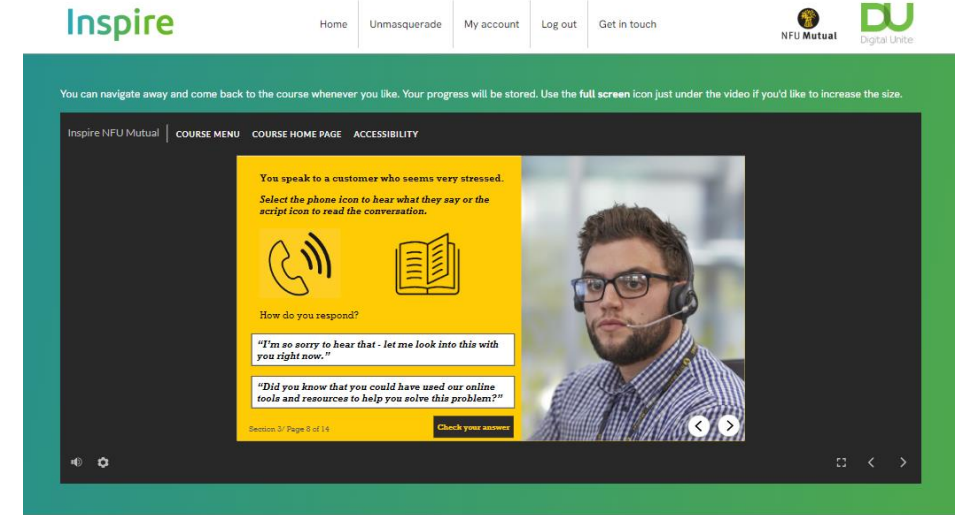 Inspire
Home
Unmasquerade
My account
Log out
Get in touch
NFU Mutual
DU
Digital Unite
You can navigate away and come back to the course whenever you like. Your progress will be stored. Use the full screen icon just under the video if you'd like to increase the size.
Inspire NFU Mutual
COURSE MENU
COURSE HOME PAGE
ACCESSIBILITY
You speak to a customer who seems very stressed.
Select the phone icon to hear what they say or the
script icon to read the conversation.
How do you respond?
“I'm so sorry to hear that - let me look into this with
you right now.”
“Did you know that you could have used our online
tools and resources to help you solve this problem?”
Section 3/ Page 8 of 14
Check your answer